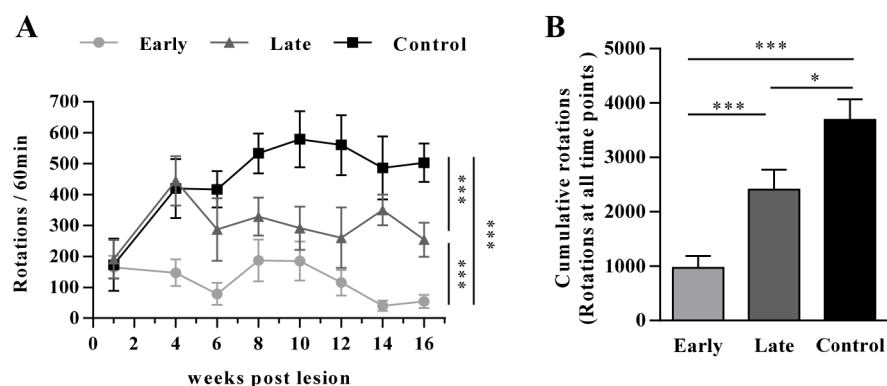 A
Early Late Control
Rotations / 60min
700
600
500
400
300
200
100
0
0 2 4 6 8 10 12 14 16
weeks post lesion
***
***
***
B
Cumulative rotations
(Rotations at all time points )
5000
4000
3000
2000
1000
0
***
***
*
Early Late Control